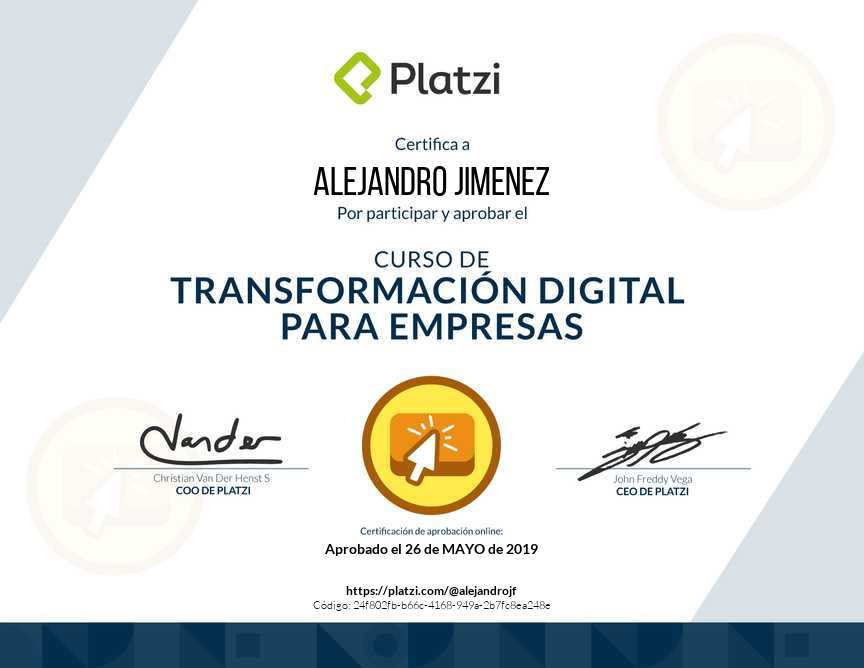 Platzi
Certifica a
ALEJANDRO JIMENEZ
Por participar y aprobar el
CURSO DE
TRANSFORMACIÓN DIGITAL
PARA EMPRESAS
Vander
Christian Van Der Henst S
COO DE PLATZI
John Freddy Vega
CEO DE PLATZI
Certificación de aprobación online:
Aprobado el 26 de MAYO de 2019
https://platzi.com/@alejandrojf
Código: 24f802fb-b66c-4168-949a-2b7fc8ea248e